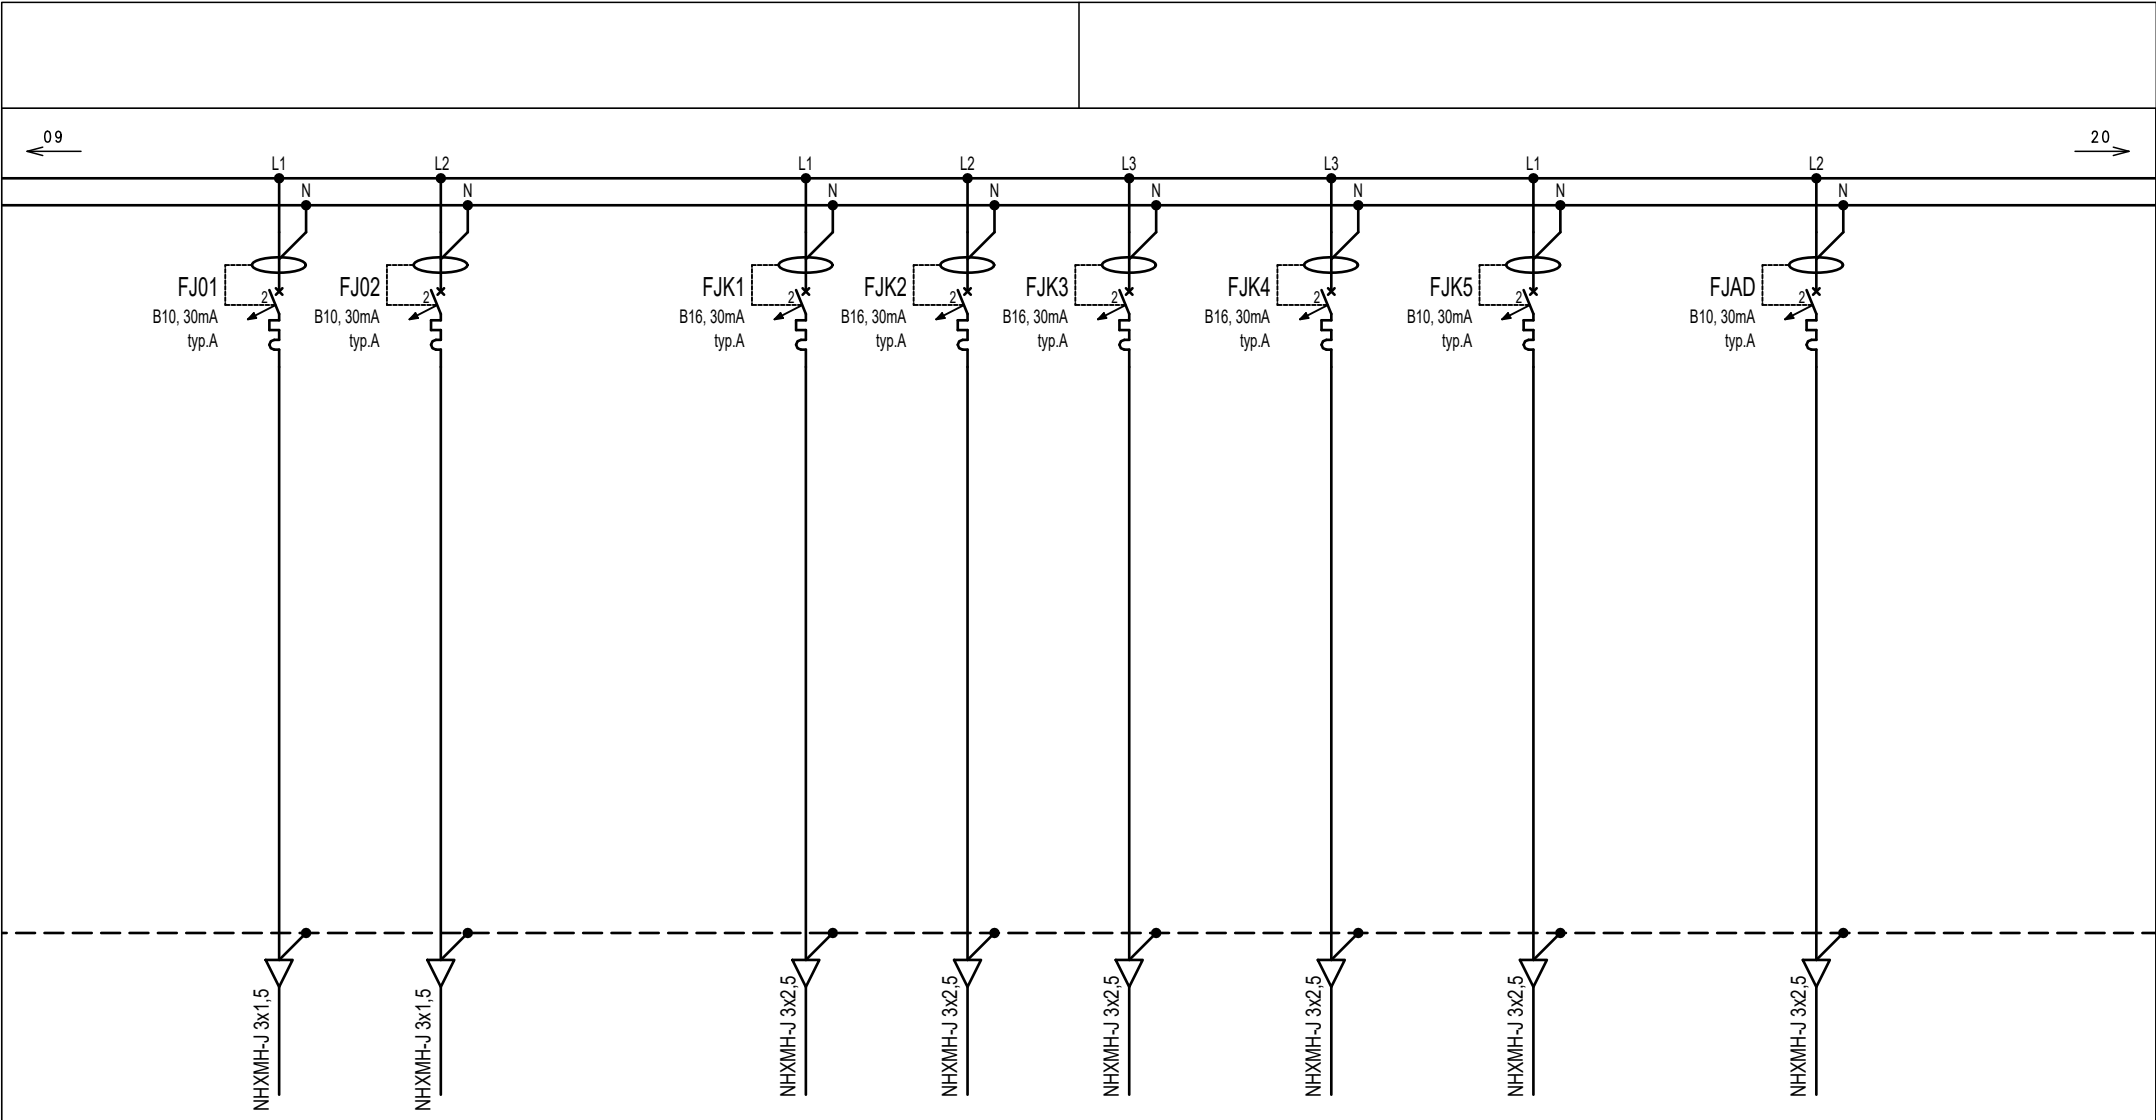 09
20
L1 L2 L1 L2 L3 L3 L1 L2
N N N N N N N N
FJ01 FJ02 FJK1 FJK2 FJK3 FJK4 FJK5 FJAD
2 2 2 2 2 2 2 2
B10, 30mA B10, 30mA B16, 30mA B16, 30mA B16, 30mA B16, 30mA B10, 30mA B10, 30mA
typ.A typ.A typ.A typ.A typ.A typ.A typ.A typ.A
NHXMH-J 3x1,5
NHXMH-J 3x1,5
NHXMH-J 3x2,5
NHXMH-J 3x2,5
NHXMH-J 3x2,5
NHXMH-J 3x2,5
NHXMH-J 3x2,5
NHXMH-J 3x2,5